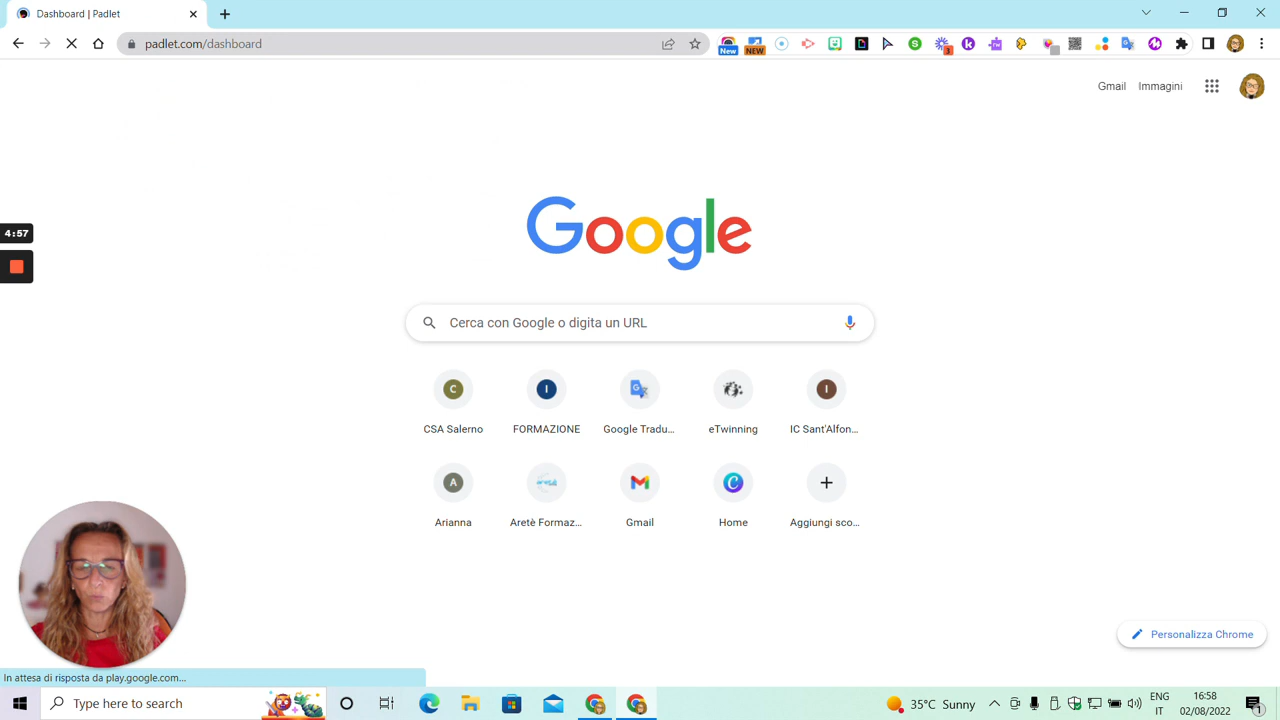 Dashboard | Padlet
padlet.com/dashboard
New
NEW
3
Gmail Immagini
4:57
Google
Cerca con Google o digita un URL
C I I
CSA Salerno FORMAZIONE Google Tradu... eTwinning IC Sant'Alfon...
A
Arianna Aretè Formaz... Gmail Home Aggiungi sco...
Personalizza Chrome
In attesa di risposta da play.google.com...
Type here to search
35°C Sunny
ENG
IT
16:58
02/08/2022
1